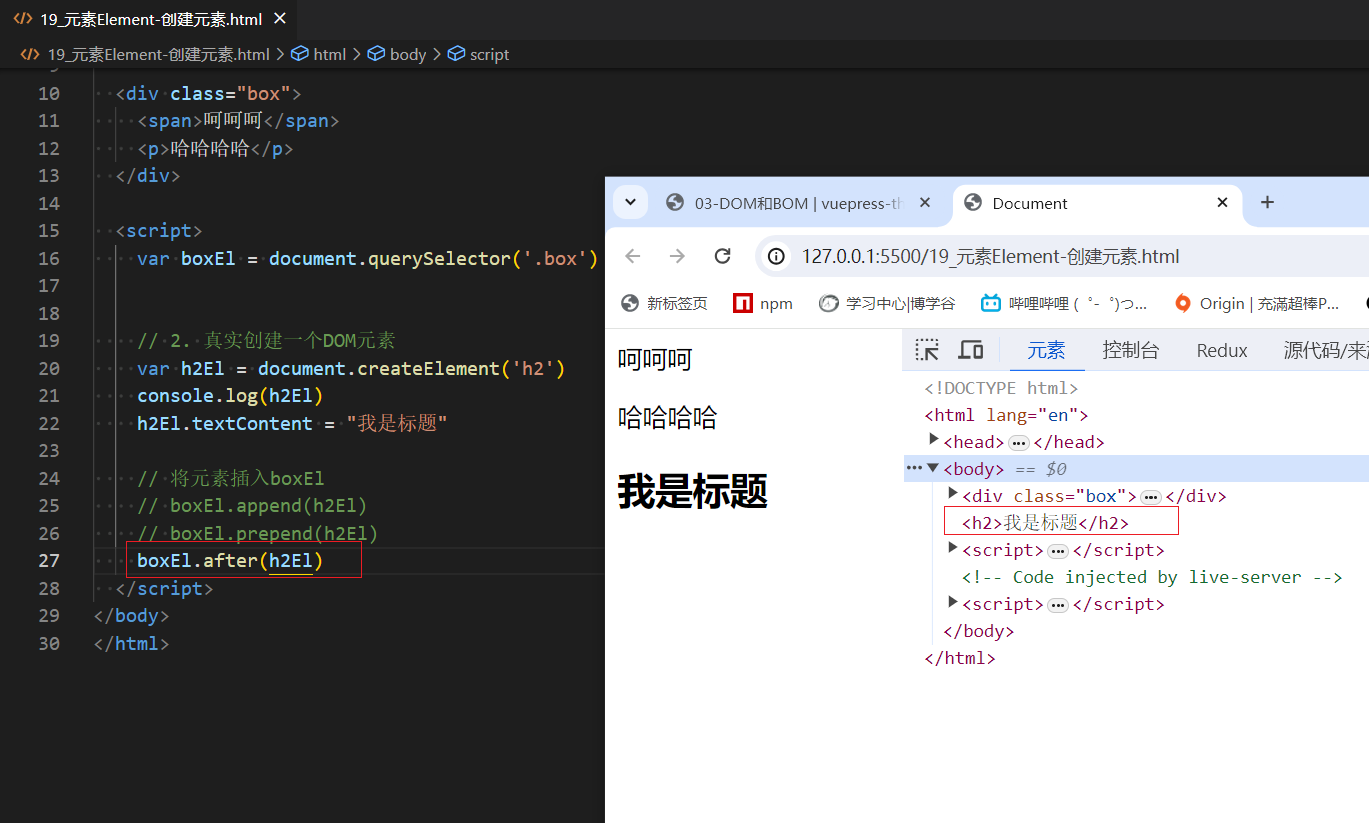 19_元素Element-创建元素.html
19_元素Element-创建元素.html > html > body > script
10 <div class="box">
11 <span>呵呵呵</span>
12 <p>哈哈哈哈</p>
13 </div>
14
15 <script>
16 var boxEl = document.querySelector('.box')
17
18
19 // 2. 真实创建一个DOM元素
20 var h2El = document.createElement('h2')
21 console.log(h2El)
22 h2El.textContent = "我是标题"
23
24 // 将元素插入boxEl
25 // boxEl.append(h2El)
26 // boxEl.prepend(h2El)
27 boxEl.after(h2El)
28 </script>
29 </body>
30 </html>
03-DOM和BOM | vuepress-th
Document
127.0.0.1:5500/19_元素Element-创建元素.html
新标签页 npm 学习中心|博学谷 哔哩哔哩 (゜-゜)つ... Origin | 充滿超棒P...
呵呵呵
哈哈哈哈
我是标题
元素 控制台 Redux 源代码/来
<!DOCTYPE html>
<html lang="en">
<head>…</head>
<body> == $0
<div class="box">…</div>
<h2>我是标题</h2>
<script>…</script>
<!-- Code injected by live-server -->
<script>…</script>
</body>
</html>